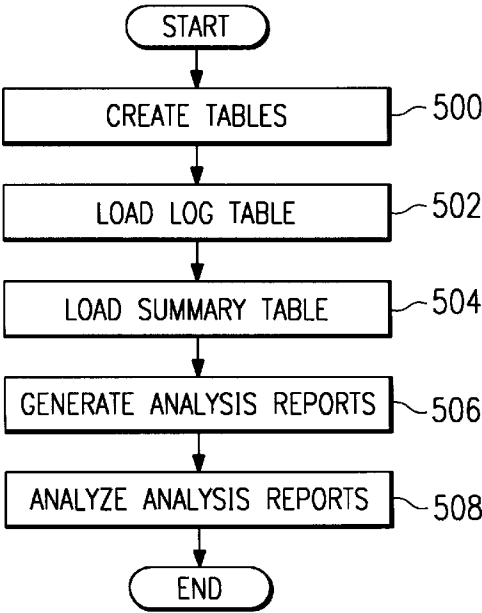 START
CREATE TABLES
500
LOAD LOG TABLE
502
LOAD SUMMARY TABLE
504
GENERATE ANALYSIS REPORTS
506
ANALYZE ANALYSIS REPORTS
508
END